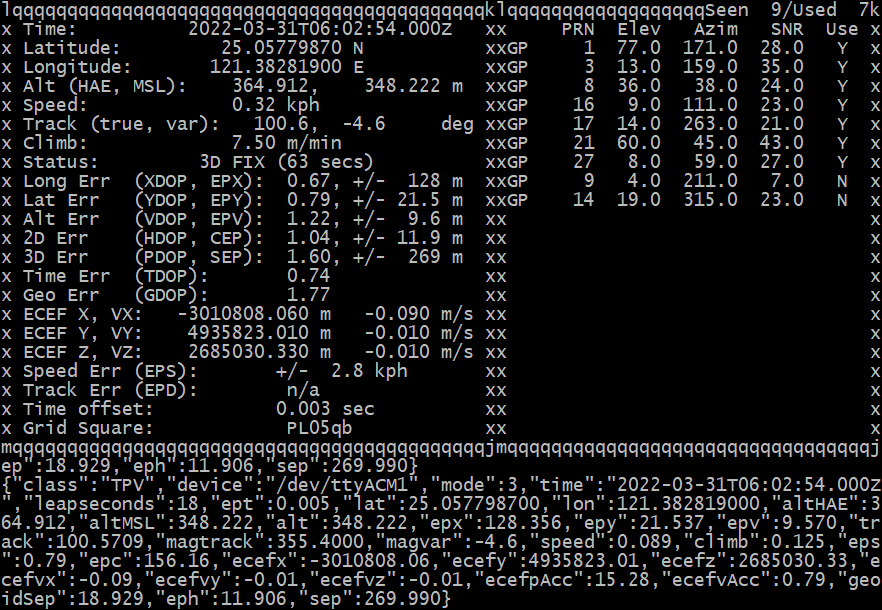 lqqqqqqqqqqqqqqqqqqqqqqqqqqqqqqqqqqqqqqqqqqqklqqqqqqqqqqqqqqqqqqSeen  9/Used  7k
x Time:          2022-03-31T06:02:54.000Z   xx     PRN  Elev   Azim   SNR  Use x
x Latitude:         25.05779870 N           xxGP     1  77.0  171.0  28.0   Y  x
x Longitude:       121.38281900 E           xxGP     3  13.0  159.0  35.0   Y  x
x Alt (HAE, MSL):    364.912,    348.222 m  xxGP     8  36.0   38.0  24.0   Y  x
x Speed:             0.32 kph               xxGP    16   9.0  111.0  23.0   Y  x
x Track (true, var):   100.6,  -4.6     deg xxGP    17  14.0  263.0  21.0   Y  x
x Climb:             7.50 m/min             xxGP    21  60.0   45.0  43.0   Y  x
x Status:         3D FIX (63 secs)          xxGP    27   8.0   59.0  27.0   Y  x
x Long Err  (XDOP, EPX):  0.67, +/-  128 m  xxGP     9   4.0  211.0   7.0   N  x
x Lat Err   (YDOP, EPY):  0.79, +/- 21.5 m  xxGP    14  19.0  315.0  23.0   N  x
x Alt Err   (VDOP, EPV):  1.22, +/-  9.6 m  xx                                 x
x 2D Err    (HDOP, CEP):  1.04, +/- 11.9 m  xx                                 x
x 3D Err    (PDOP, SEP):  1.60, +/-  269 m  xx                                 x
x Time Err  (TDOP):       0.74              xx                                 x
x Geo Err   (GDOP):       1.77              xx                                 x
x ECEF X, VX:   -3010808.060 m   -0.090 m/s xx                                 x
x ECEF Y, VY:    4935823.010 m   -0.010 m/s xx                                 x
x ECEF Z, VZ:    2685030.330 m   -0.010 m/s xx                                 x
x Speed Err (EPS):       +/-  2.8 kph       xx                                 x
x Track Err (EPD):        n/a               xx                                 x
x Time offset:           0.003 sec          xx                                 x
x Grid Square:            PL05qb            xx                                 x
mqqqqqqqqqqqqqqqqqqqqqqqqqqqqqqqqqqqqqqqqqqqjmqqqqqqqqqqqqqqqqqqqqqqqqqqqqqqqqqj
ep":18.929,"eph":11.906,"sep":269.990}
{"class":"TPV","device":"/dev/ttyACM1","mode":3,"time":"2022-03-31T06:02:54.000Z
","leapseconds":18,"ept":0.005,"lat":25.057798700,"lon":121.382819000,"altHAE":3
64.912,"altMSL":348.222,"alt":348.222,"epx":128.356,"epy":21.537,"epv":9.570,"tr
ack":100.5709,"magtrack":355.4000,"magvar":-4.6,"speed":0.089,"climb":0.125,"eps
":0.79,"epc":156.16,"ecefx":-3010808.06,"ecefy":4935823.01,"ecefz":2685030.33,"e
cefvx":-0.09,"ecefvy":-0.01,"ecefvz":-0.01,"ecefpAcc":15.28,"ecefvAcc":0.79,"geo
idSep":18.929,"eph":11.906,"sep":269.990}